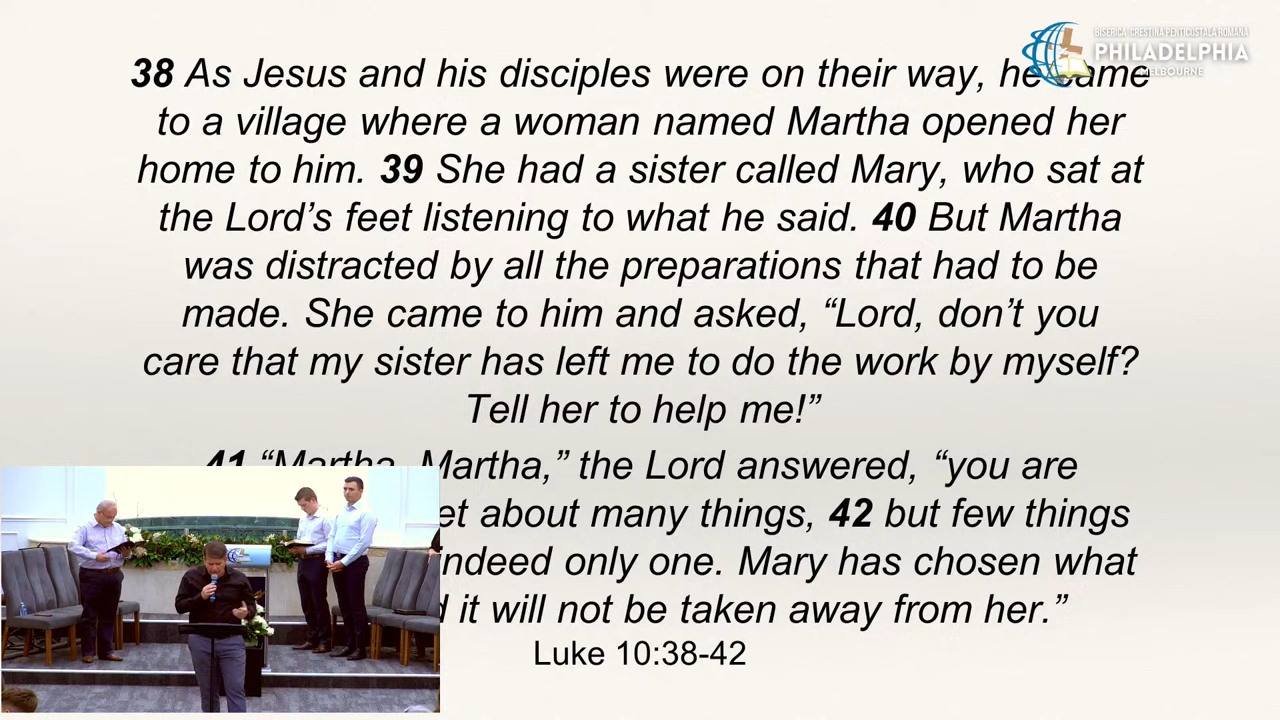 BISERICA CRESTINA PENTICOSTALA ROMANA
PHILADELPHIA
MELBOURNE
38 As Jesus and his disciples were on their way, he came
to a village where a woman named Martha opened her
home to him. 39 She had a sister called Mary, who sat at
the Lord’s feet listening to what he said. 40 But Martha
was distracted by all the preparations that had to be
made. She came to him and asked, “Lord, don’t you
care that my sister has left me to do the work by myself?
Tell her to help me!”
41 “Martha, Martha,” the Lord answered, “you are
about many things, 42 but few things
indeed only one. Mary has chosen what
it will not be taken away from her.”
Luke 10:38-42